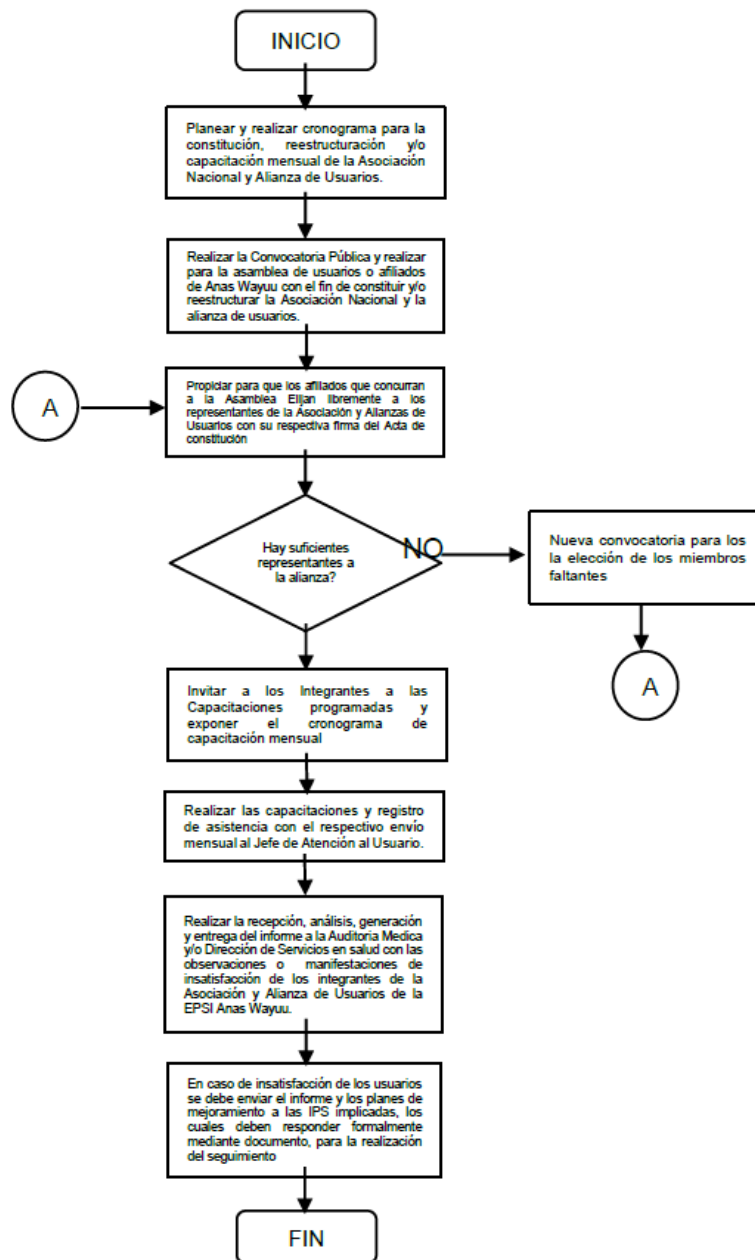 INICIO
Planear y realizar cronograma para la
constitución, reestructuración y/o
capacitación mensual de la Asociación
Nacional y Alianza de Usuarios.
Realizar la Convocatoria Pública y realizar
para la asamblea de usuarios o afiliados
de Anas Wayuu con el fin de constituir y/o
reestructurar la Asociación Nacional y la
alianza de usuarios.
A
Propiciar para que los afiliados que concurran
a la Asamblea Elijan libremente a los
representantes de la Asociación y Alianzas de
Usuarios con su respectiva firma del Acta de
constitución
Hay suficientes
representantes a
la alianza?
NO
Nueva convocatoria para los
la elección de los miembros
faltantes
A
Invitar a los Integrantes a las
Capacitaciones programadas y
exponer el cronograma de
capacitación mensual
Realizar las capacitaciones y registro
de asistencia con el respectivo envío
mensual al Jefe de Atención al Usuario.
Realizar la recepción, análisis, generación
y entrega del informe a la Auditoria Medica
y/o Dirección de Servicios en salud con las
observaciones o manifestaciones de
insatisfacción de los integrantes de la
Asociación y Alianza de Usuarios de la
EPSI Anas Wayuu.
En caso de insatisfacción de los usuarios
se debe enviar el informe y los planes de
mejoramiento a las IPS implicadas, los
cuales deben responder formalmente
mediante documento, para la realización
del seguimiento
FIN